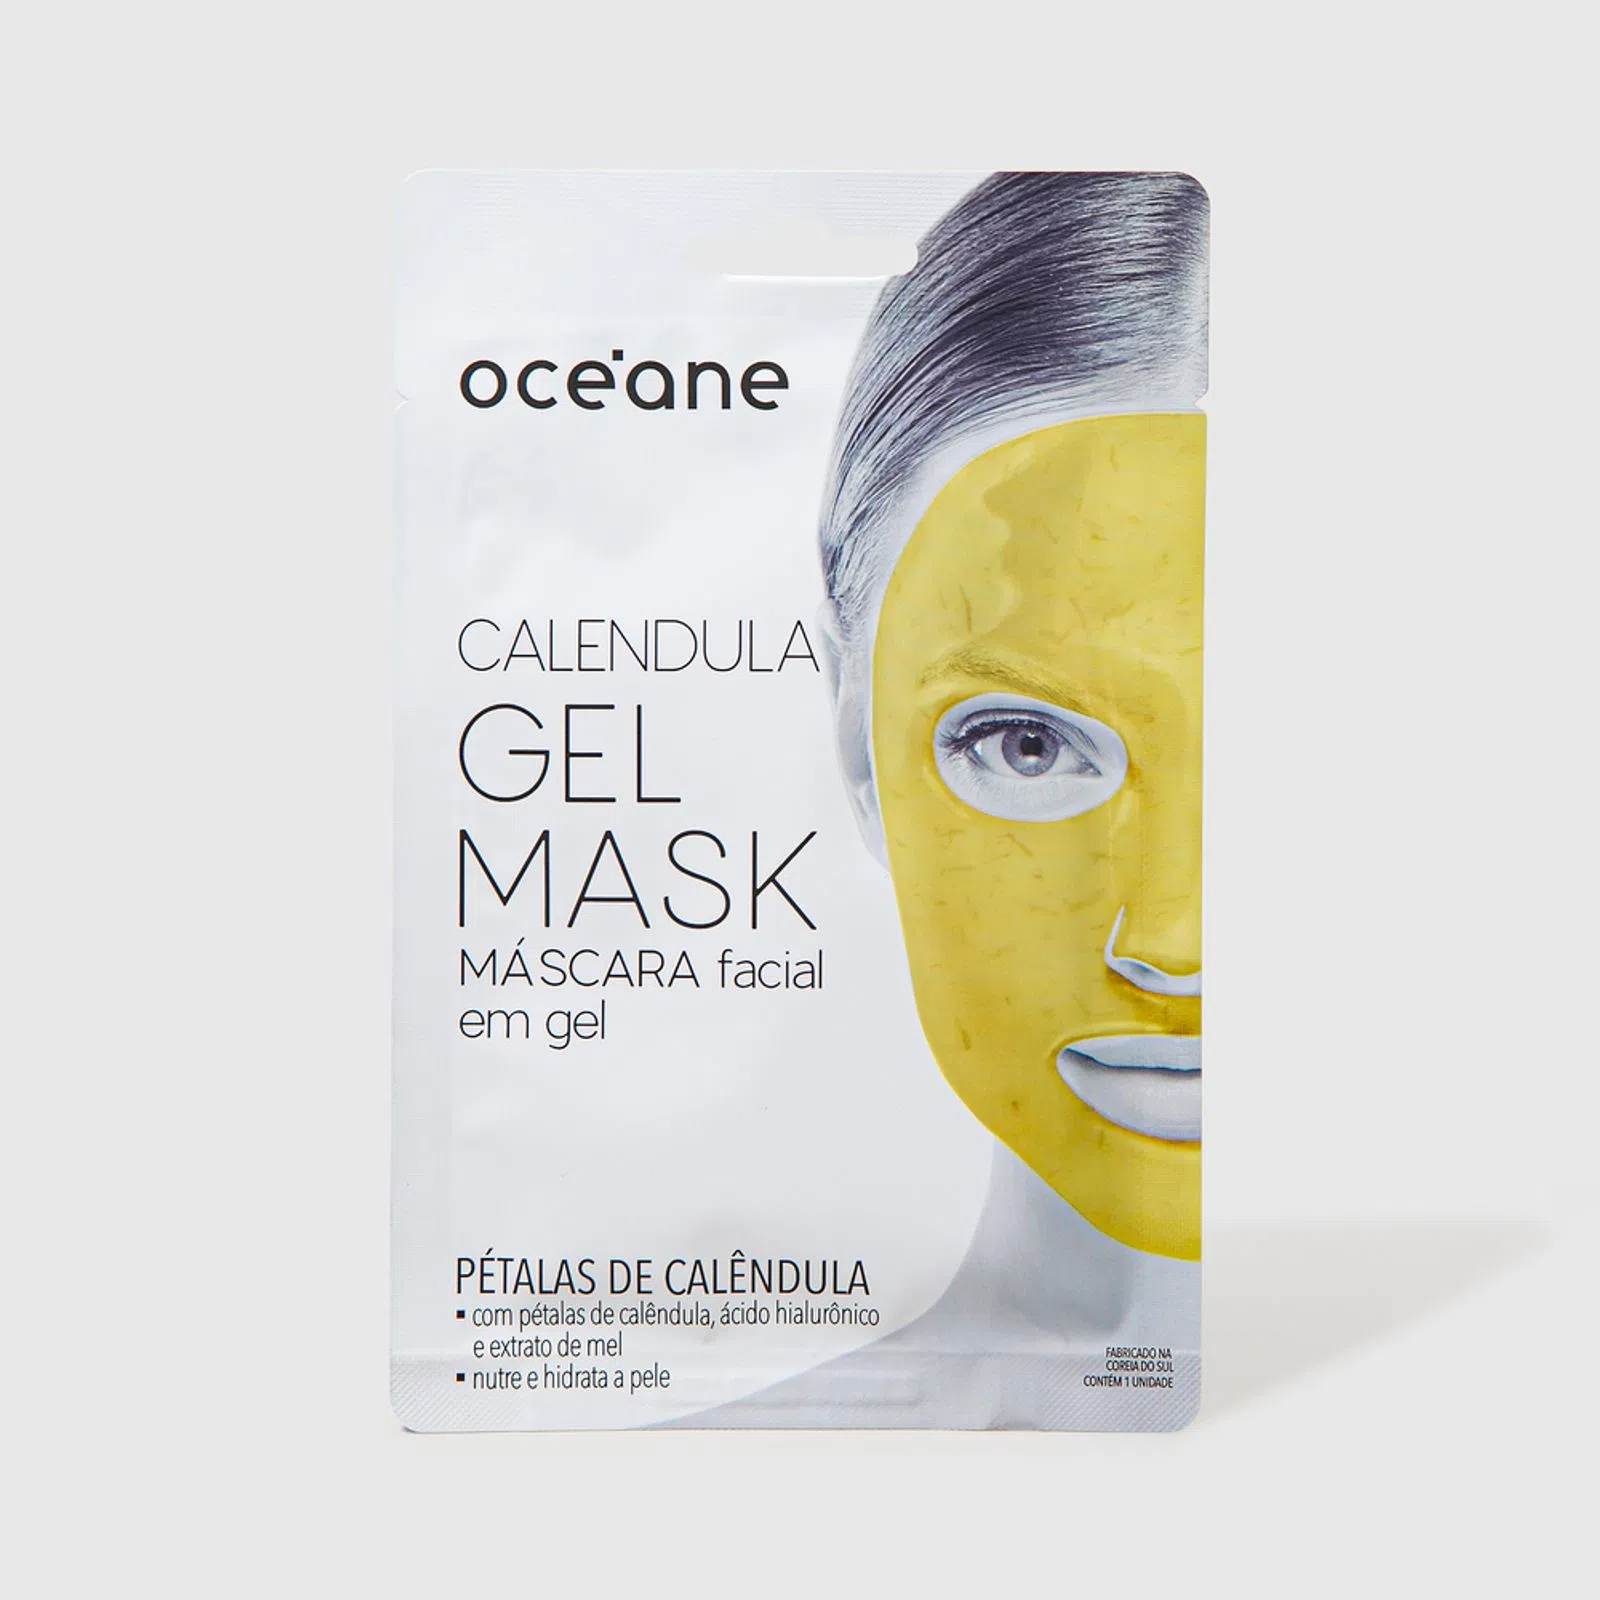 océane
CALENDULA
GEL
MASK
MÁSCARA facial
em gel
PÉTALAS DE CALÊNDULA
▪ com pétalas de calêndula, ácido hialurônico
e extrato de mel
▪ nutre e hidrata a pele
FABRICADO NA
COREIA DO SUL
CONTÉM 1 UNIDADE